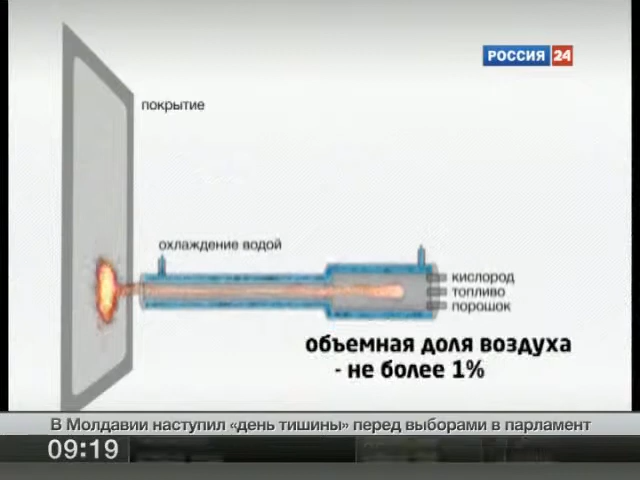 РОССИЯ 24
покрытие
охлаждение водой
кислород
топливо
порошок
объемная доля воздуха
- не более 1%
В Молдавии наступил «день тишины» перед выборами в парламент
09:19